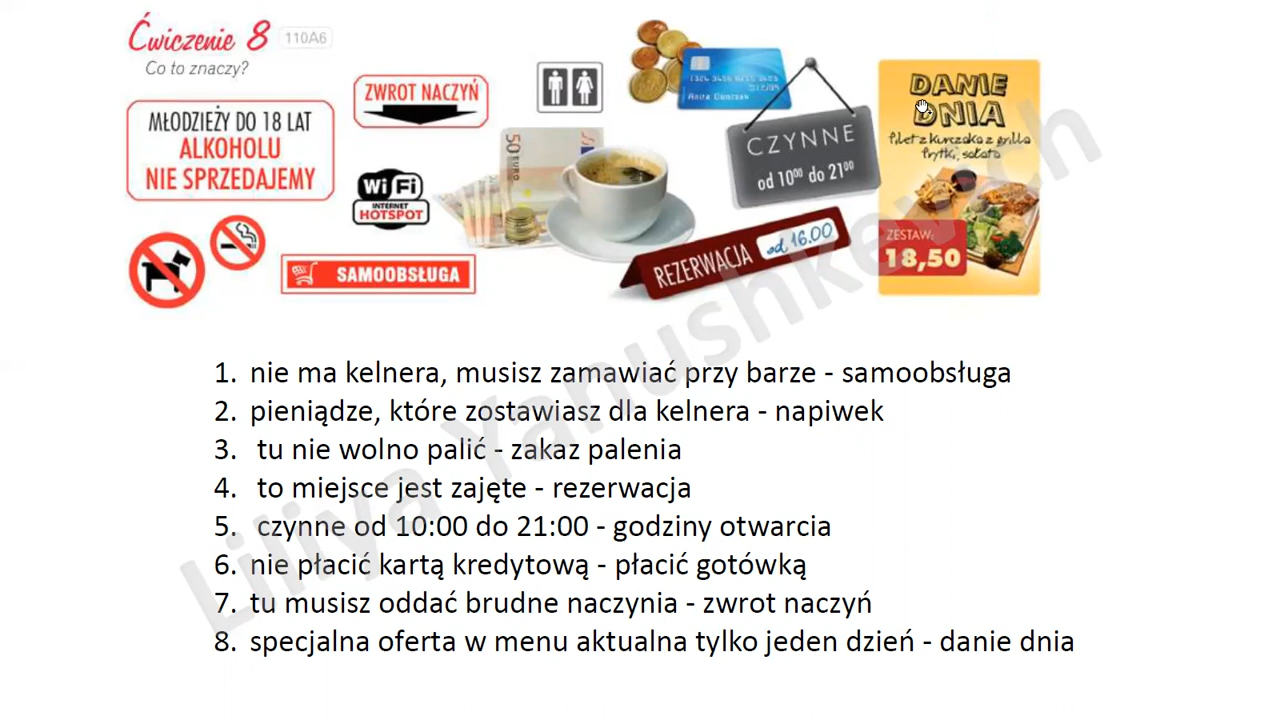 Ćwiczenie 8 110A6
Co to znaczy?
MŁODZIEŻY DO 18 LAT
ALKOHOLU
NIE SPRZEDAJEMY
ZWROT NACZYŃ
WiFi
INTERNET
HOTSPOT
SAMOOBSŁUGA
50 EURO
CZYNNE
od 10⁰⁰ do 21⁰⁰
REZERWACJA od 16.00
DANIE
DNIA
filet z kurczaka z grilla
frytki, sałata
ZESTAW:
18,50
1. nie ma kelnera, musisz zamawiać przy barze - samoobsługa
2. pieniądze, które zostawiasz dla kelnera - napiwek
3. tu nie wolno palić - zakaz palenia
4. to miejsce jest zajęte - rezerwacja
5. czynne od 10:00 do 21:00 - godziny otwarcia
6. nie płacić kartą kredytową - płacić gotówką
7. tu musisz oddać brudne naczynia - zwrot naczyń
8. specjalna oferta w menu aktualna tylko jeden dzień - danie dnia
Liliya Yanushkevich